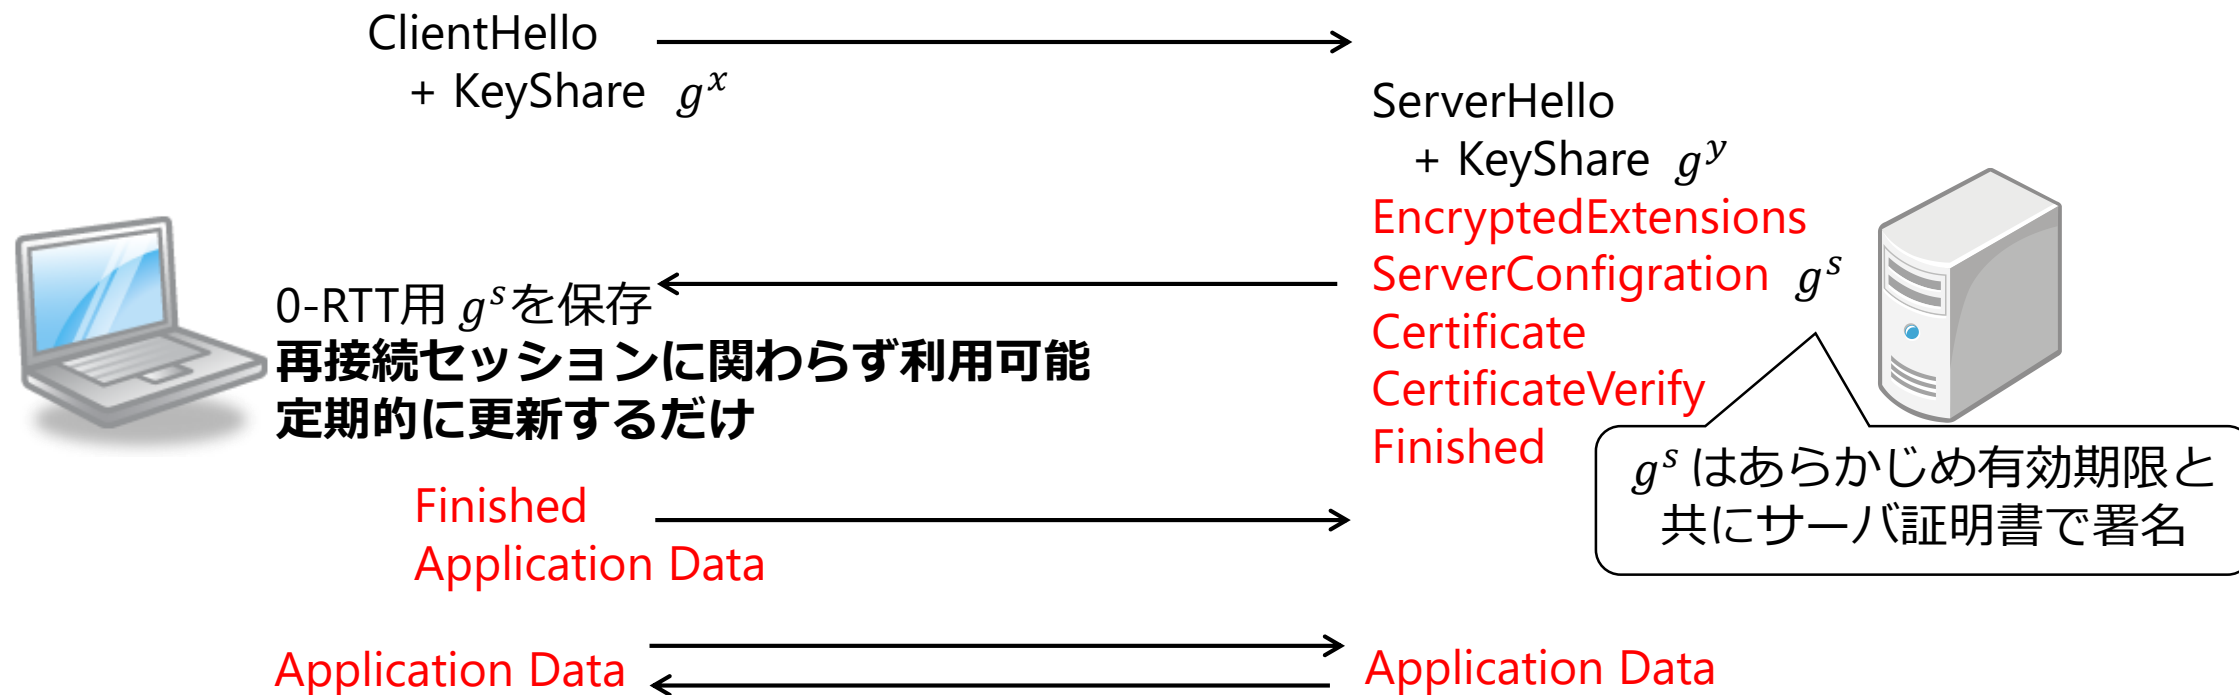 ClientHello
+ KeyShare g^x
ServerHello
+ KeyShare g^y
EncryptedExtensions
ServerConfigration g^s
Certificate
CertificateVerify
Finished
0-RTT用 g^s を保存
再接続セッションに関わらず利用可能
定期的に更新するだけ
g^s はあらかじめ有効期限と
共にサーバ証明書で署名
Finished
Application Data
Application Data
Application Data